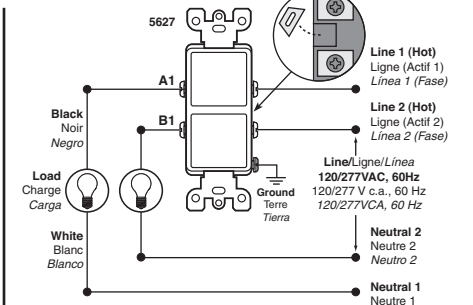 5627
A1
B1
Black
Noir
Negro
Load
Charge
Carga
White
Blanc
Blanco
Line 1 (Hot)
Ligne (Actif 1)
Línea 1 (Fase)
Line 2 (Hot)
Ligne (Actif 2)
Línea 2 (Fase)
Line/Ligne/Línea
120/277VAC, 60Hz
120/277 V c.a., 60 Hz
120/277VCA, 60 Hz
Ground
Terre
Tierra
Neutral 2
Neutre 2
Neutro 2
Neutral 1
Neutre 1